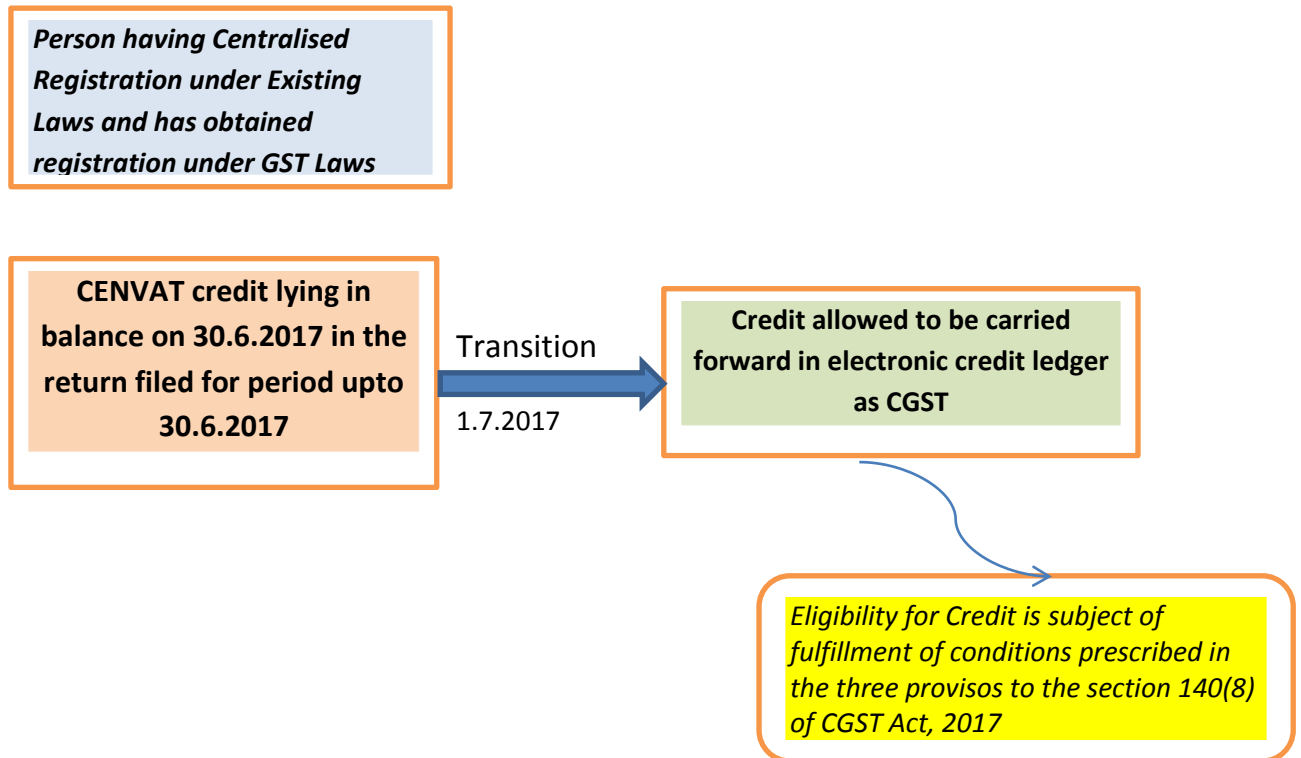 Person having Centralised
Registration under Existing
Laws and has obtained
registration under GST Laws
CENVAT credit lying in
balance on 30.6.2017 in the
return filed for period upto
30.6.2017
Transition
1.7.2017
Credit allowed to be carried
forward in electronic credit ledger
as CGST
Eligibility for Credit is subject of
fulfillment of conditions prescribed in
the three provisos to the section 140(8)
of CGST Act, 2017